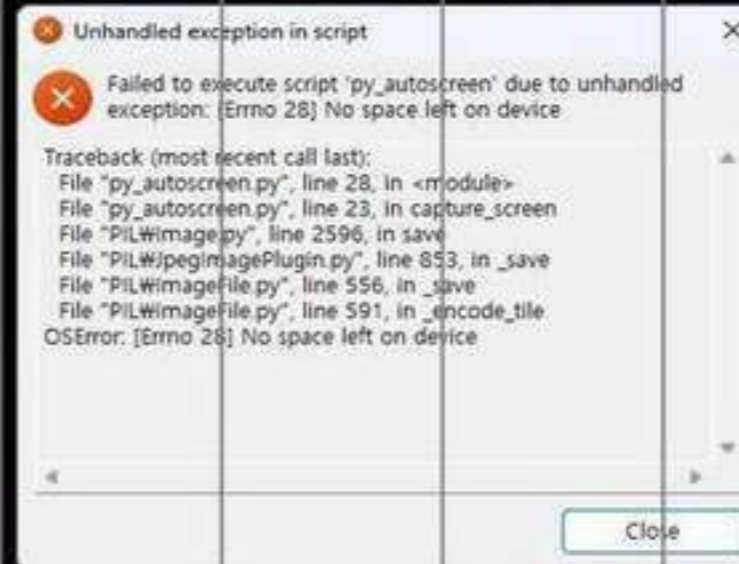 Unhandled exception in script
Failed to execute script 'py_autoscreen' due to unhandled
exception: [Errno 28] No space left on device
Traceback (most recent call last):
File "py_autoscreen.py", line 28, in <module>
File "py_autoscreen.py", line 23, in capture_screen
File "PIL₩Image.py", line 2596, in save
File "PIL₩JpegImagePlugin.py", line 853, in _save
File "PIL₩ImageFile.py", line 556, in _save
File "PIL₩ImageFile.py", line 591, in _encode_tile
OSError: [Errno 28] No space left on device
Close